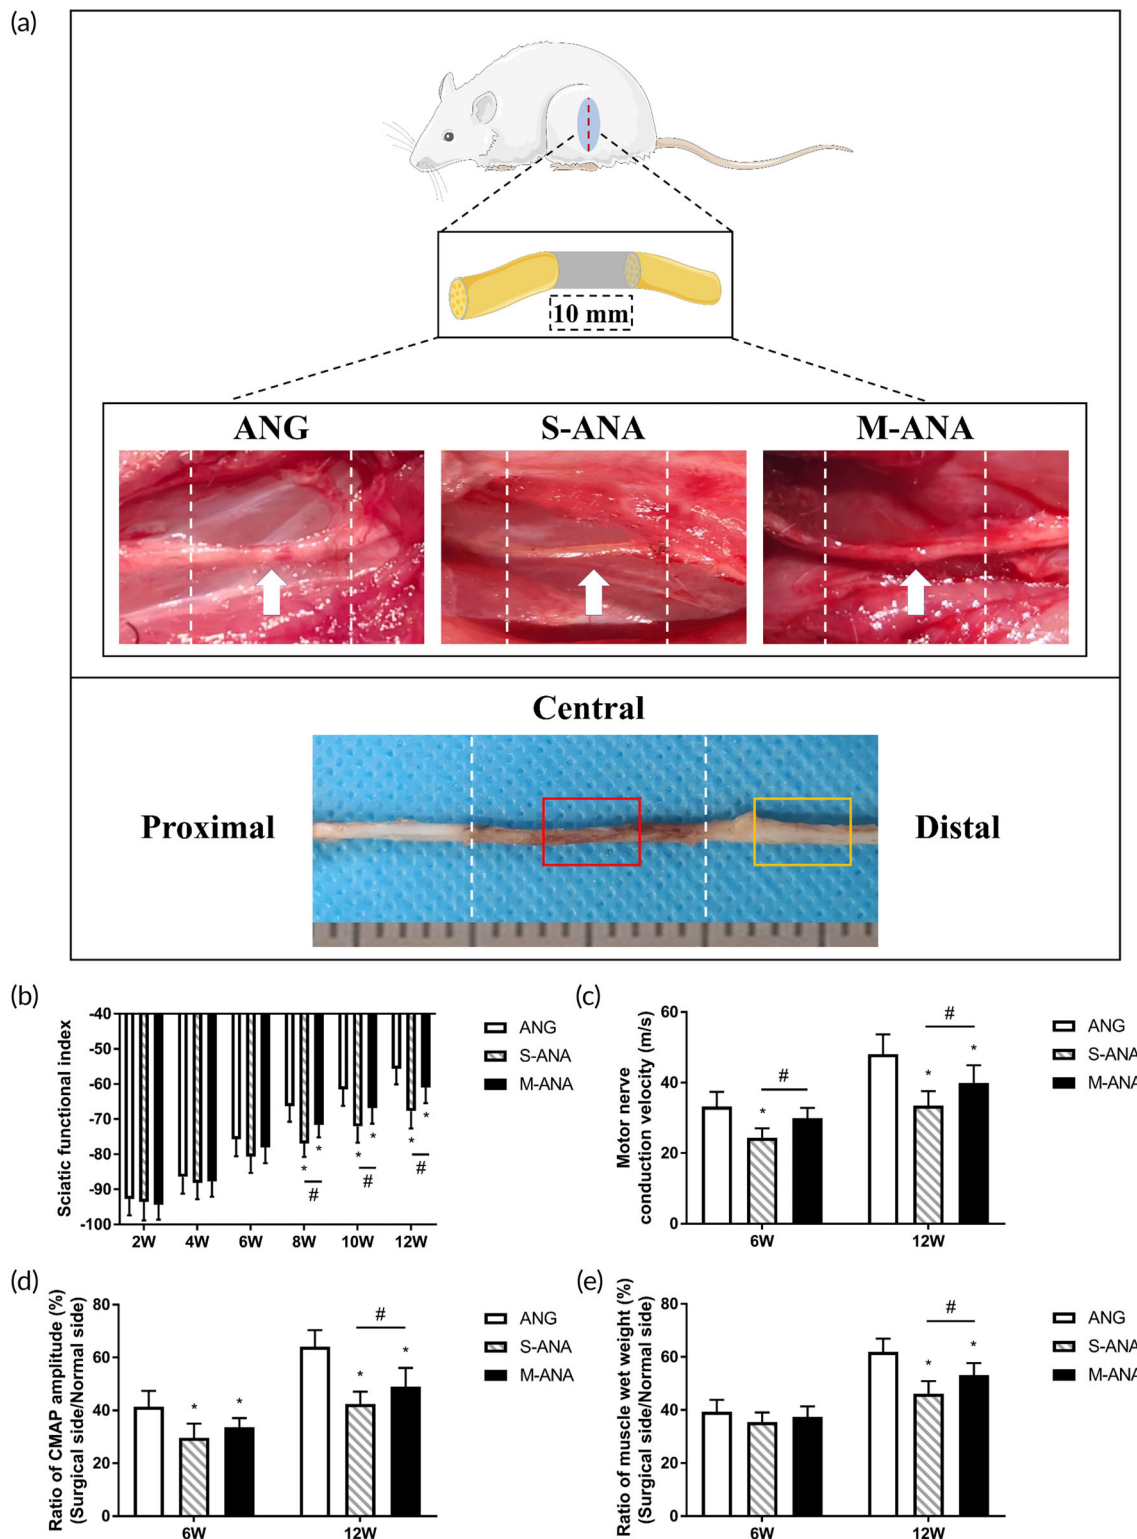 (a)
10 mm
ANG S-ANA M-ANA
Central
Proximal Distal
(b)
Sciatic functional index
-40
-50
-60
-70
-80
-90
-100
* * * * * *
# # #
2W 4W 6W 8W 10W 12W
ANG
S-ANA
M-ANA
(c)
Motor nerve
conduction velocity (m/s)
60
40
20
0
# #
* * *
6W 12W
ANG
S-ANA
M-ANA
(d)
Ratio of CMAP amplitude (%)
(Surgical side/Normal side)
80
60
40
20
0
#
* * * *
6W 12W
ANG
S-ANA
M-ANA
(e)
Ratio of muscle wet weight (%)
(Surgical side/Normal side)
80
60
40
20
0
#
* *
6W 12W
ANG
S-ANA
M-ANA